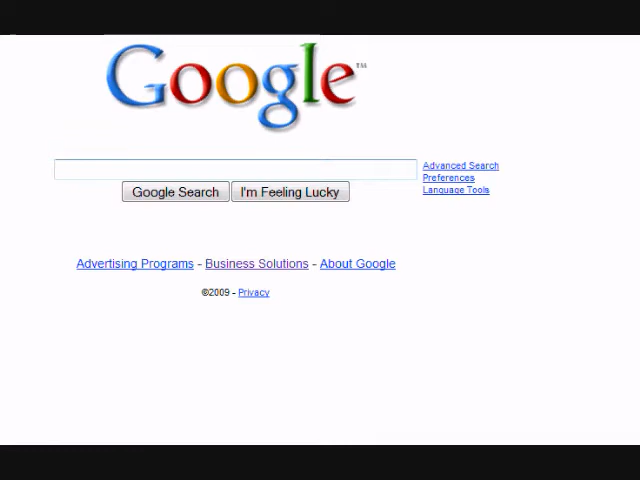 Google™
Advanced Search
Preferences
Language Tools
Google Search I'm Feeling Lucky
Advertising Programs - Business Solutions - About Google
©2009 - Privacy